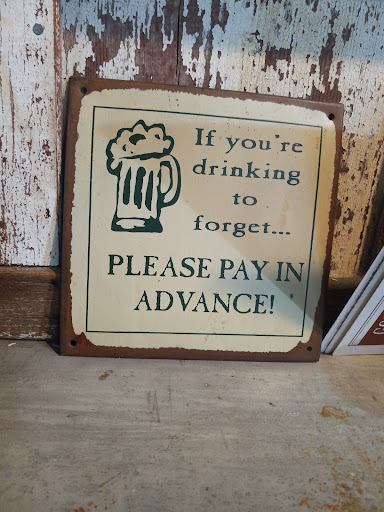 If you're
drinking
to
forget...
PLEASE PAY IN
ADVANCE!